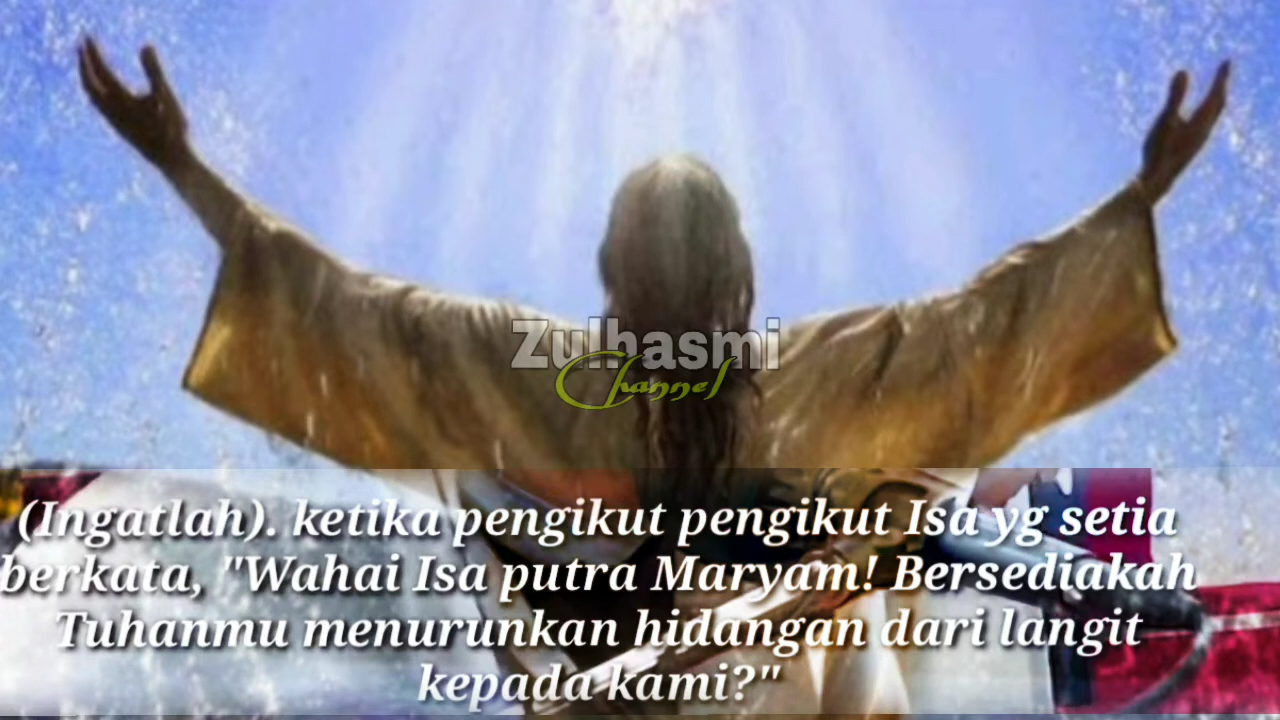 Zulhasmi
Channel
(Ingatlah). ketika pengikut pengikut Isa yg setia
berkata, "Wahai Isa putra Maryam! Bersediakah
Tuhanmu menurunkan hidangan dari langit
kepada kami?"